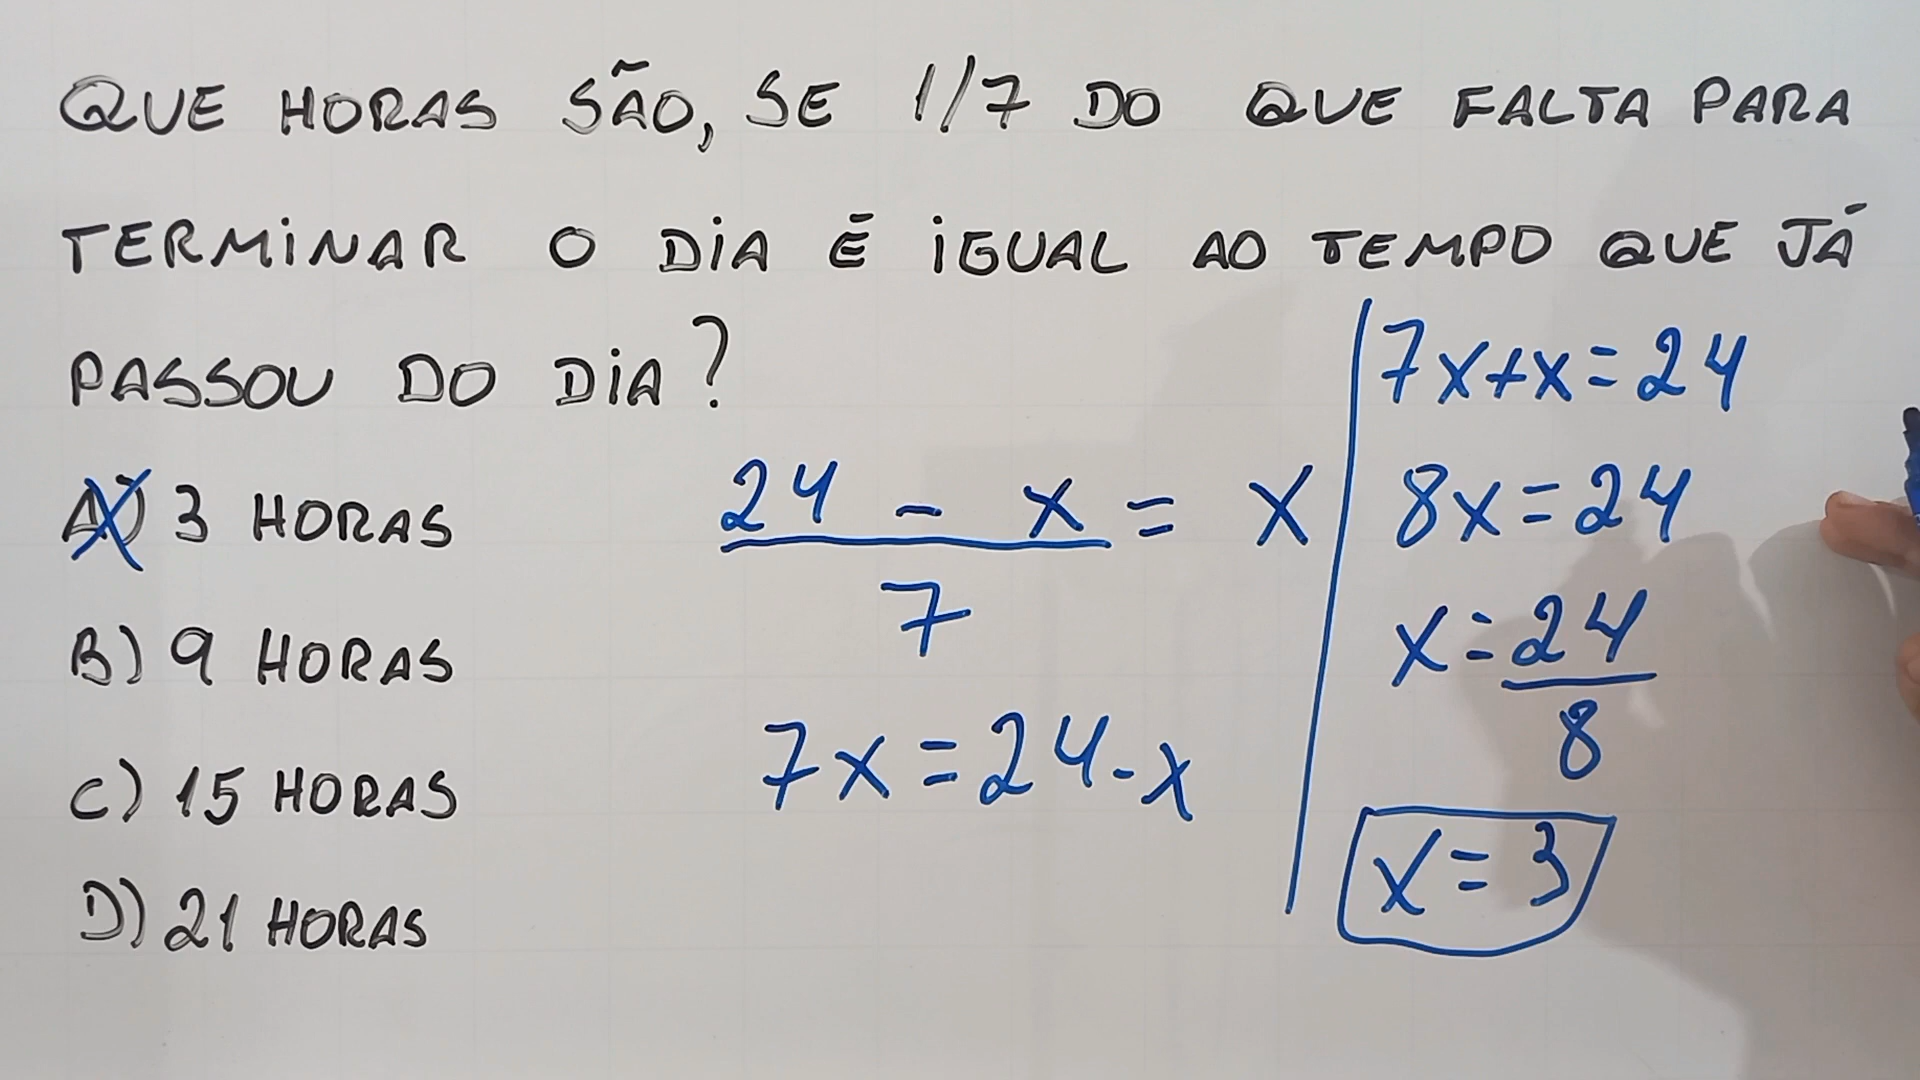 QUE HORAS SÃO, SE 1/7 DO QUE FALTA PARA
TERMINAR O DIA É IGUAL AO TEMPO QUE JÁ
PASSOU DO DIA?
A) 3 HORAS
B) 9 HORAS
C) 15 HORAS
D) 21 HORAS
24 - x = x
7
7x = 24 - x
7x + x = 24
8x = 24
x = 24
8
x = 3